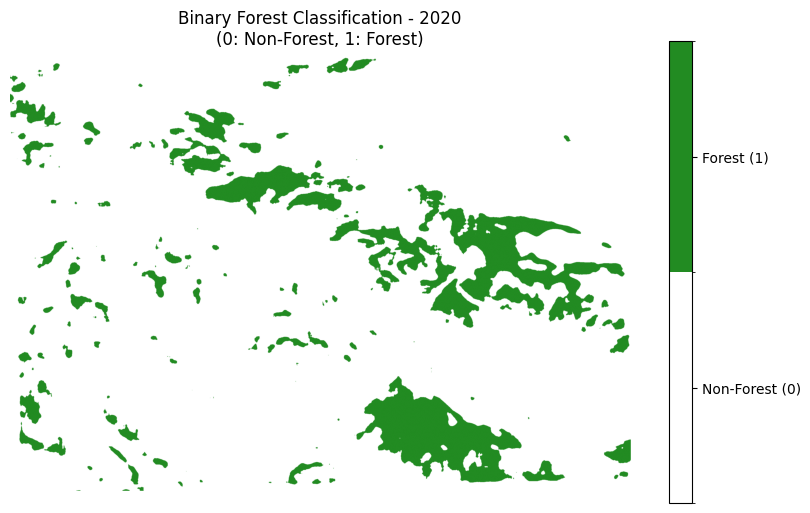 Binary Forest Classification - 2020
(0: Non-Forest, 1: Forest)
Forest (1)
Non-Forest (0)